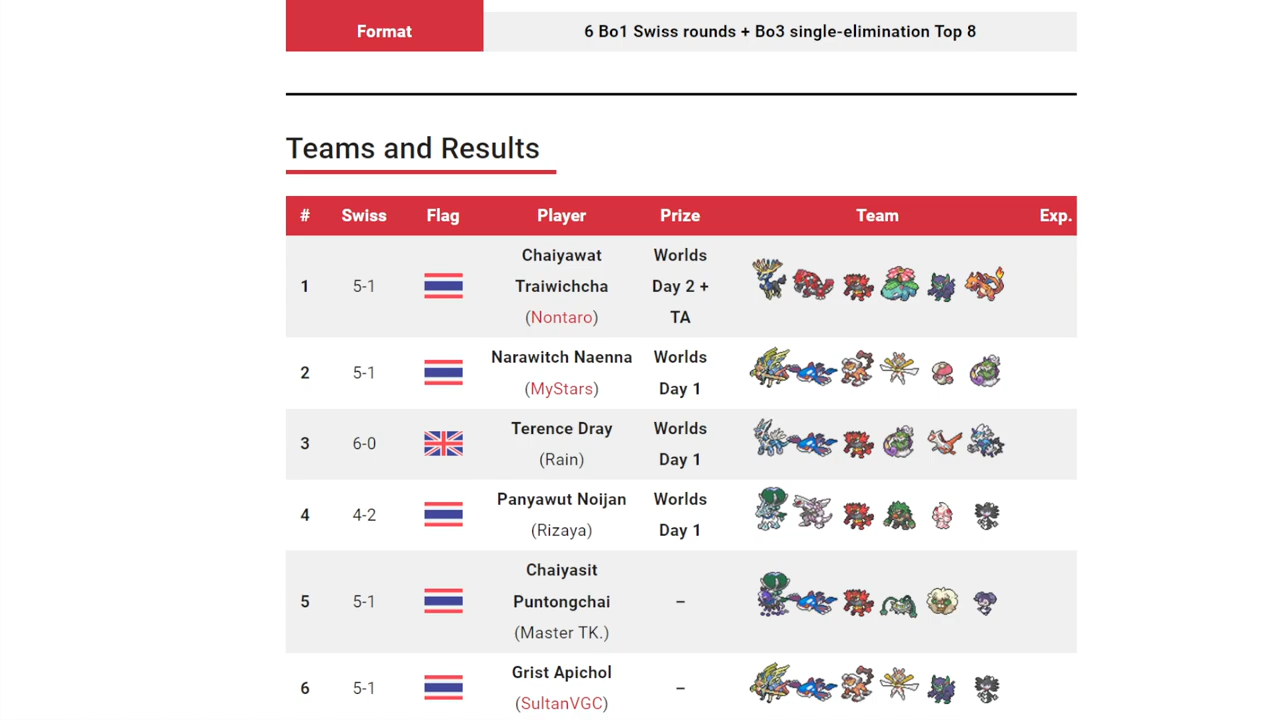 Format
6 Bo1 Swiss rounds + Bo3 single-elimination Top 8
Teams and Results
# Swiss Flag Player Prize Team Exp.
1 5-1 Chaiyawat Traiwichcha (Nontaro) Worlds Day 2 + TA
2 5-1 Narawitch Naenna (MyStars) Worlds Day 1
3 6-0 Terence Dray (Rain) Worlds Day 1
4 4-2 Panyawut Noijan (Rizaya) Worlds Day 1
5 5-1 Chaiyasit Puntongchai (Master TK.) –
6 5-1 Grist Apichol (SultanVGC) –